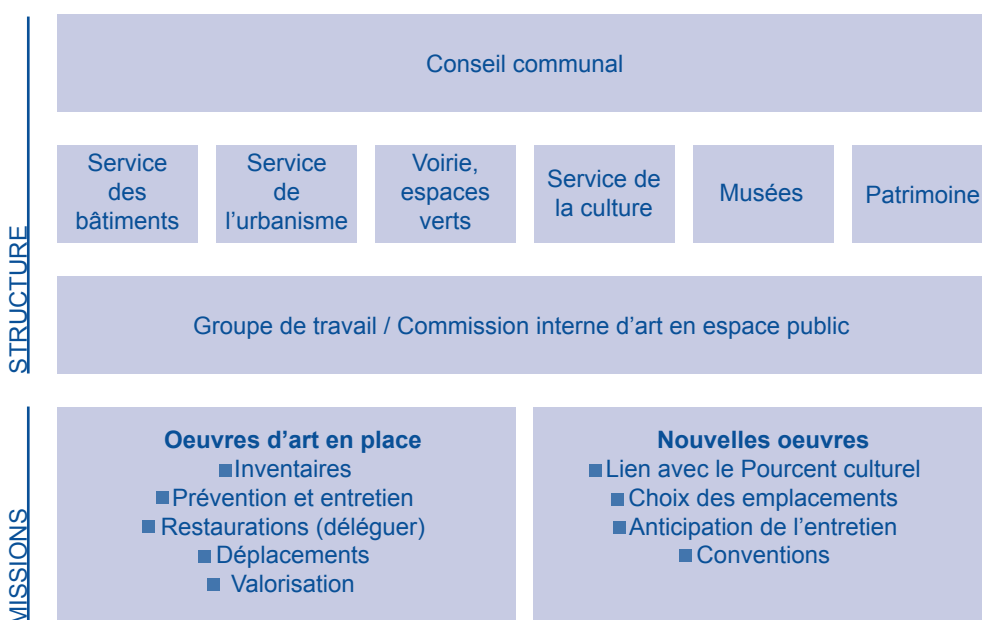 STRUCTURE
Conseil communal
Service
des
bâtiments
Service
de
l'urbanisme
Voirie,
espaces
verts
Service de
la culture
Musées
Patrimoine
Groupe de travail / Commission interne d'art en espace public
MISSIONS
Oeuvres d'art en place
Inventaires
Prévention et entretien
Restaurations (déléguer)
Déplacements
Valorisation
Nouvelles oeuvres
Lien avec le Pourcent culturel
Choix des emplacements
Anticipation de l'entretien
Conventions